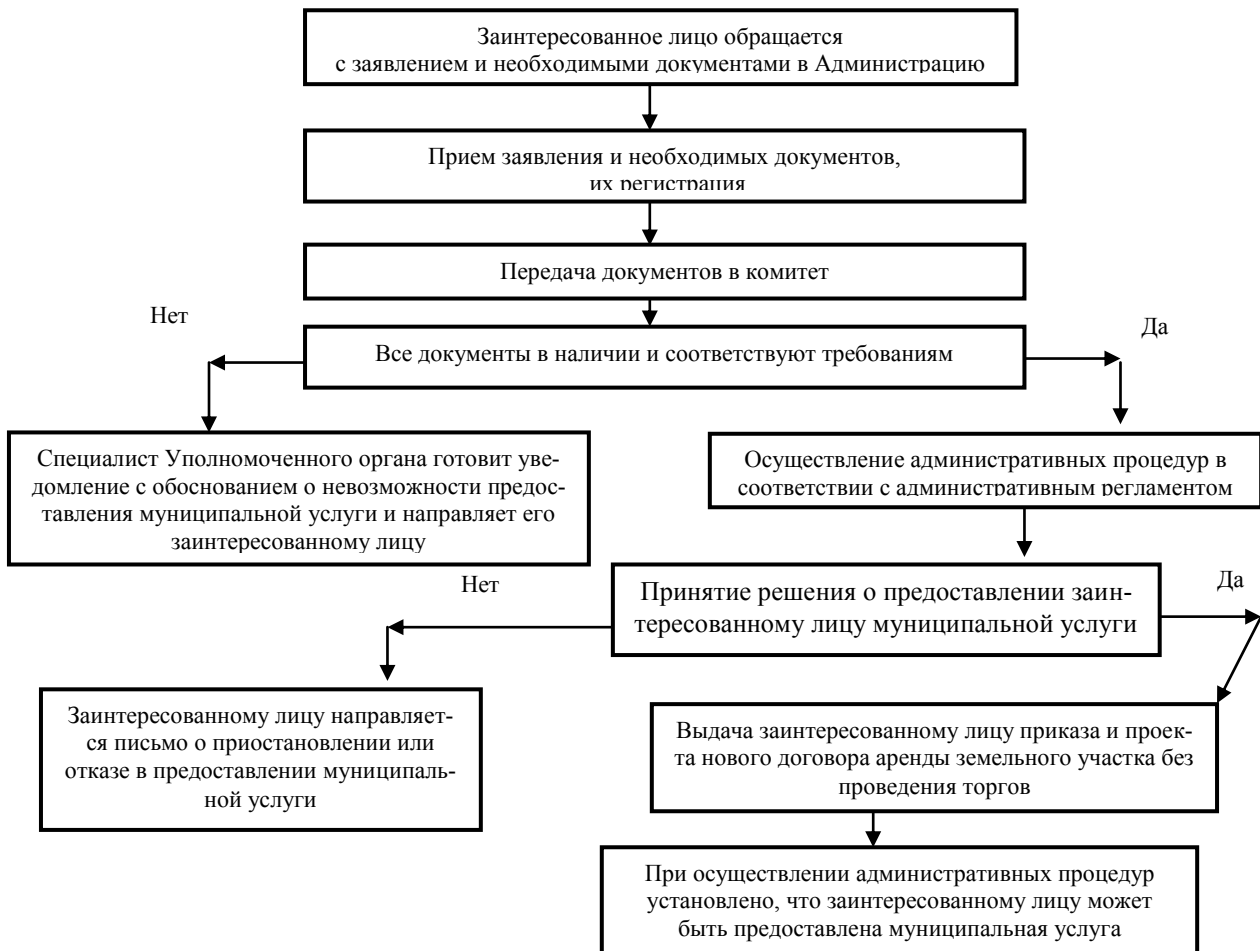 Заинтересованное лицо обращается
с заявлением и необходимыми документами в Администрацию
Прием заявления и необходимых документов,
их регистрация
Передача документов в комитет
Нет
Да
Все документы в наличии и соответствуют требованиям
Специалист Уполномоченного органа готовит уве-
домление с обоснованием о невозможности предос-
тавления муниципальной услуги и направляет его
заинтересованному лицу
Осуществление административных процедур в
соответствии с административным регламентом
Нет
Да
Принятие решения о предоставлении заин-
тересованному лицу муниципальной услуги
Заинтересованному лицу направляет-
ся письмо о приостановлении или
отказе в предоставлении муниципаль-
ной услуги
Выдача заинтересованному лицу приказа и проек-
та нового договора аренды земельного участка без
проведения торгов
При осуществлении административных процедур
установлено, что заинтересованному лицу может
быть предоставлена муниципальная услуга